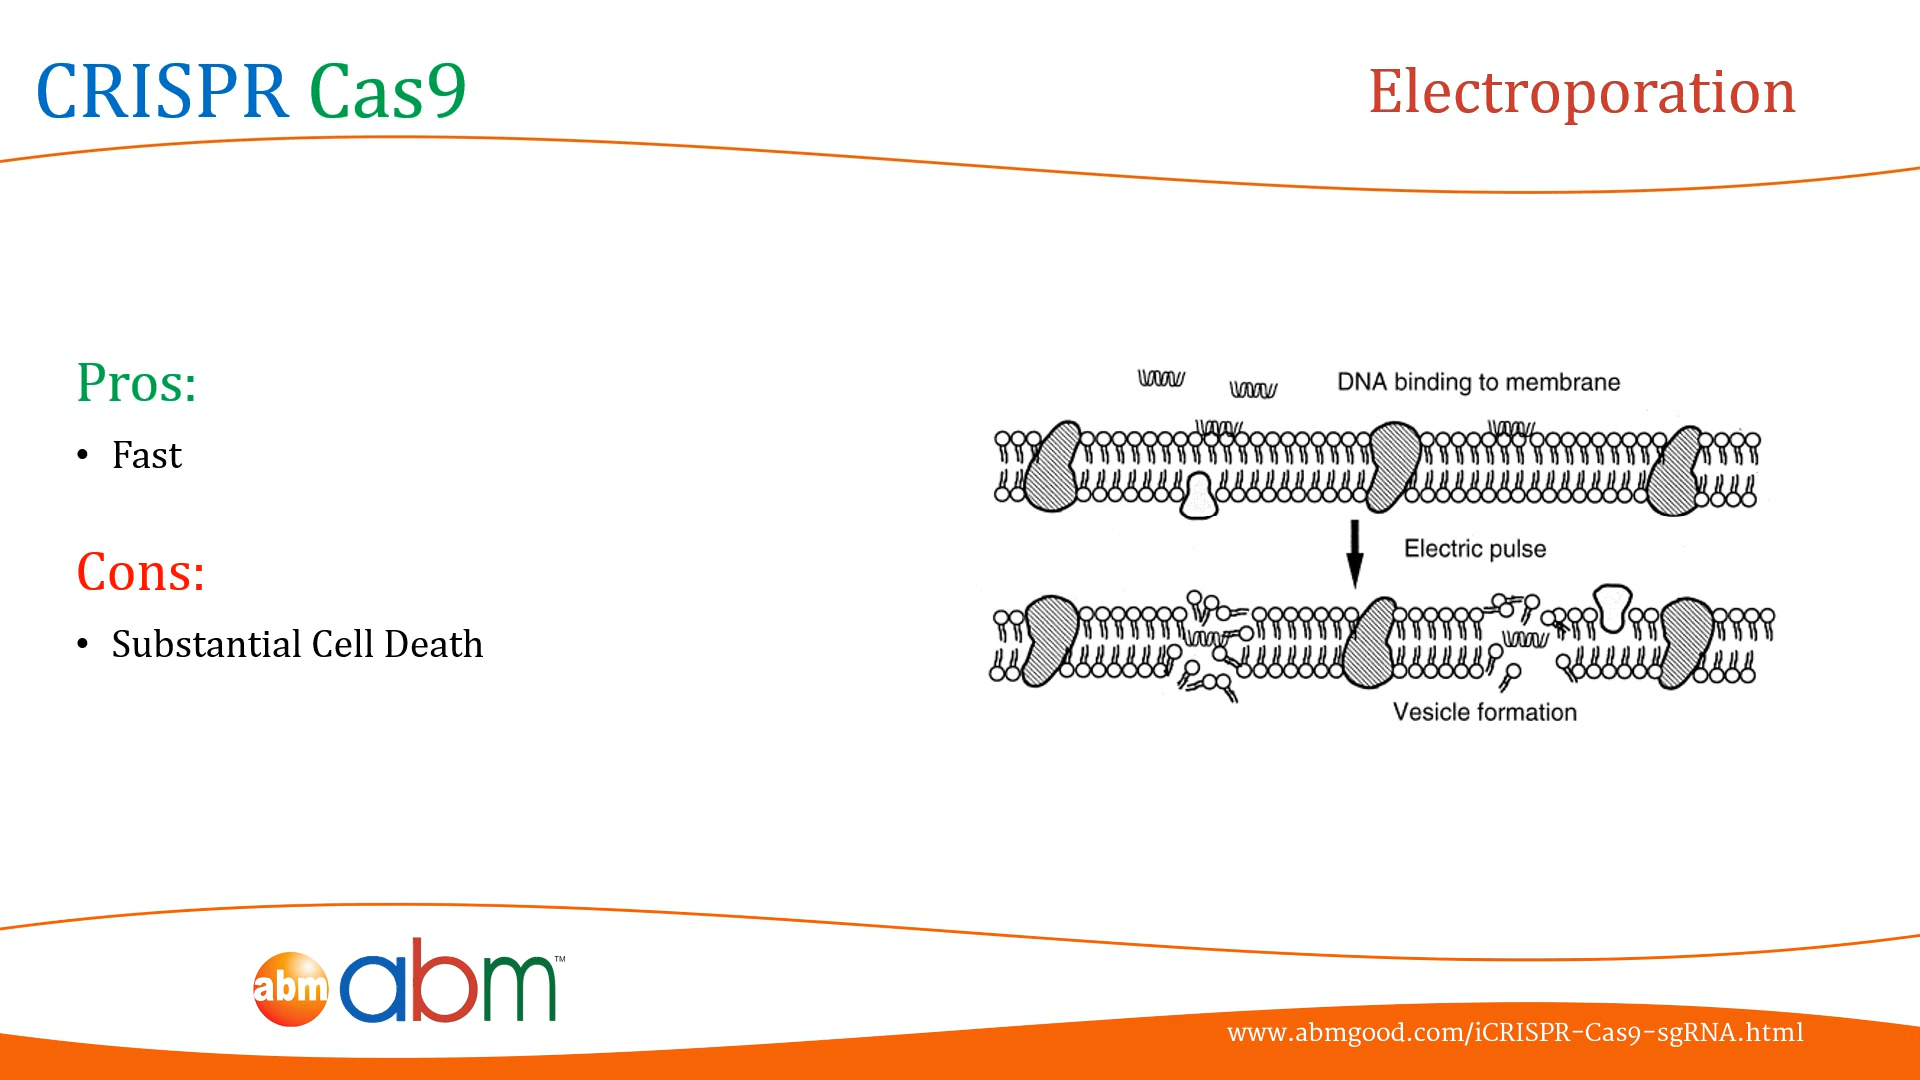 CRISPR Cas9
Electroporation
Pros:
• Fast
Cons:
• Substantial Cell Death
DNA binding to membrane
Electric pulse
Vesicle formation
abm
abm™
www.abmgood.com/iCRISPR-Cas9-sgRNA.html